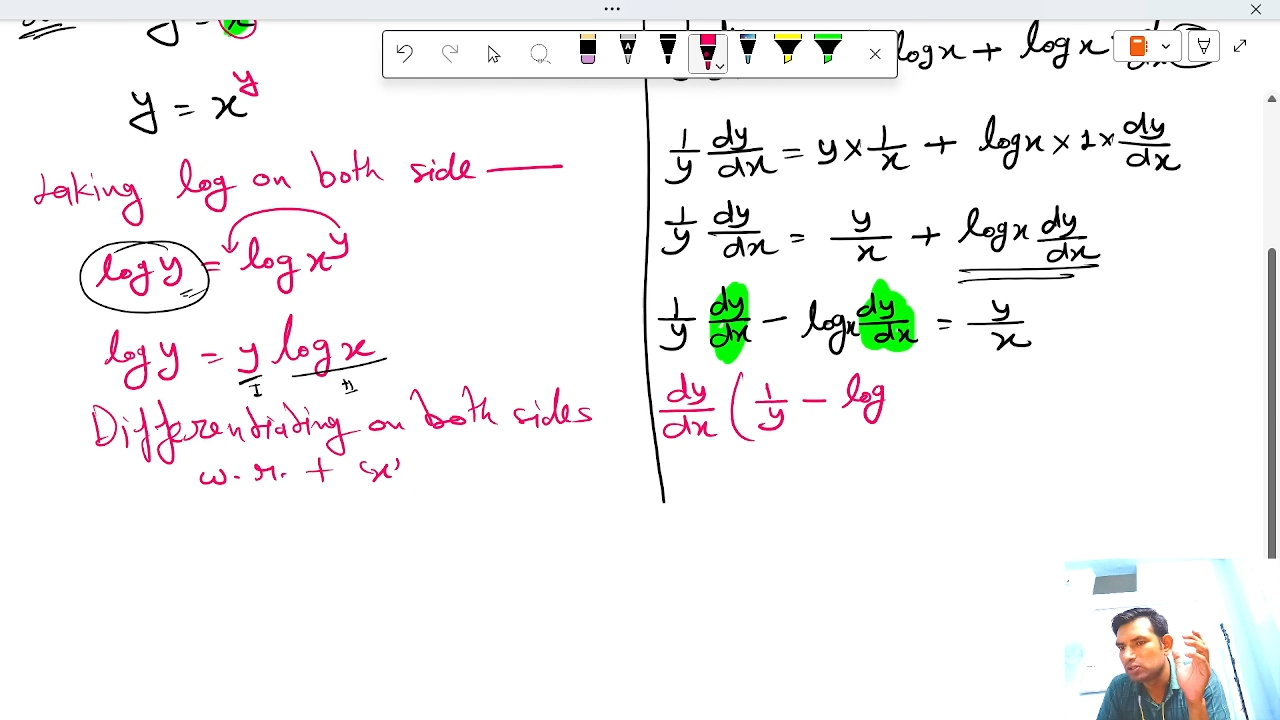 y = x
y = x^y
taking log on both side
log y = log x^y
log y = y log x
I II
Differentiating on both sides
w.r.t 'x'
log x + log x
1/y dy/dx = y × 1/x + log x × 1 × dy/dx
1/y dy/dx = y/x + log x dy/dx
1/y dy/dx - log x dy/dx = y/x
dy/dx ( 1/y - log